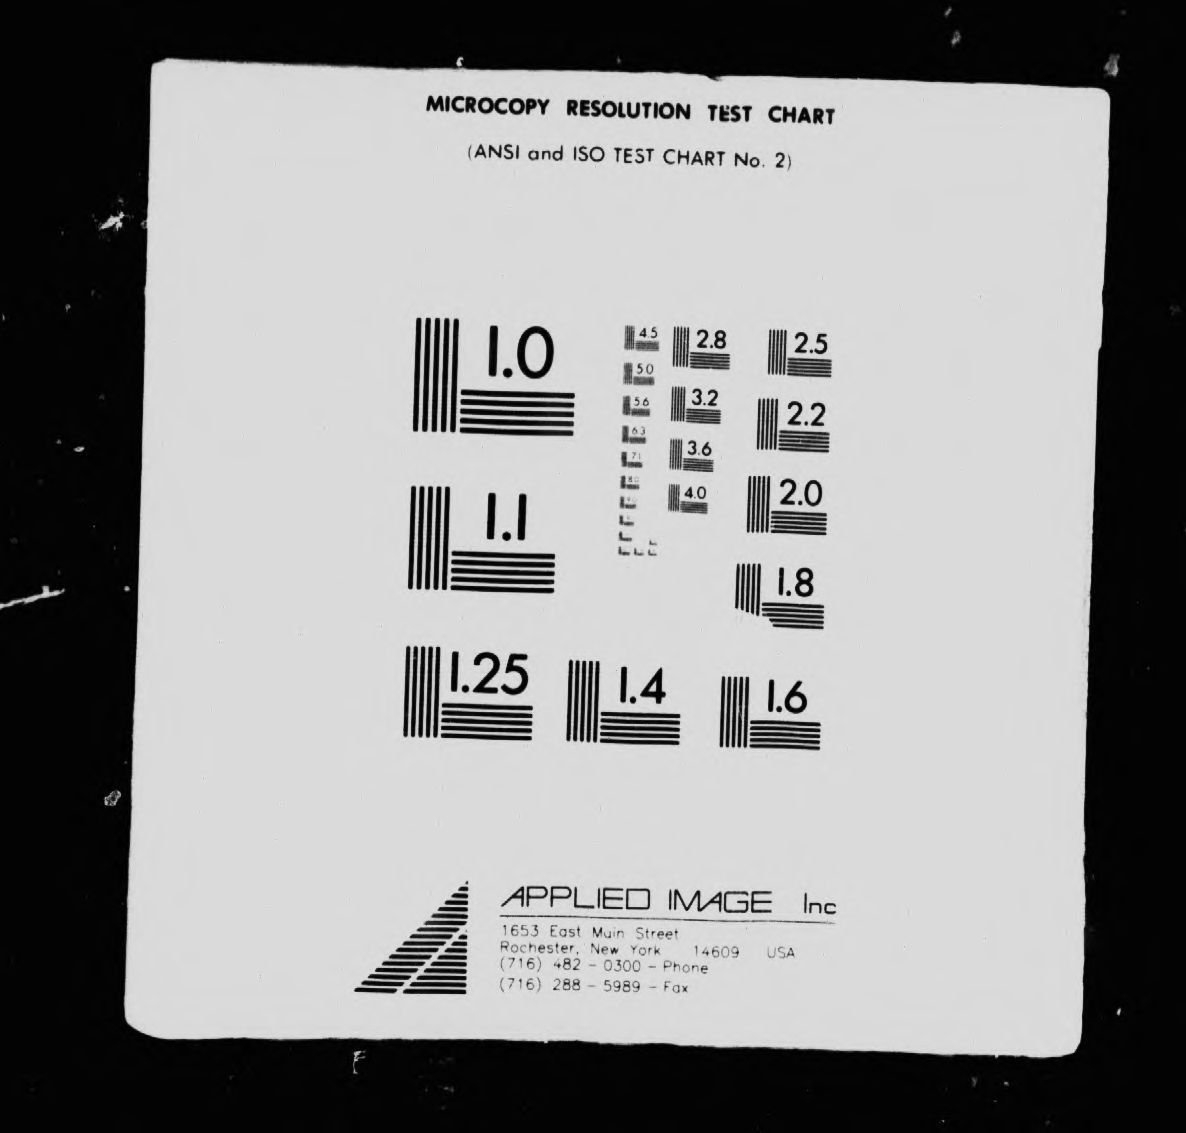 MICROCOPY RESOLUTION TEST CHART
(ANSI and ISO TEST CHART No. 2)
1.0
4.5
2.8
2.5
5.0
3.2
2.2
5.6
6.3
3.6
7.1
2.0
8.0
4.0
1.1
1.8
1.25
1.4
1.6
APPLIED IMAGE Inc
1653 East Main Street
Rochester, New York 14609 USA
(716) 482 - 0300 - Phone
(716) 288 - 5989 - Fax